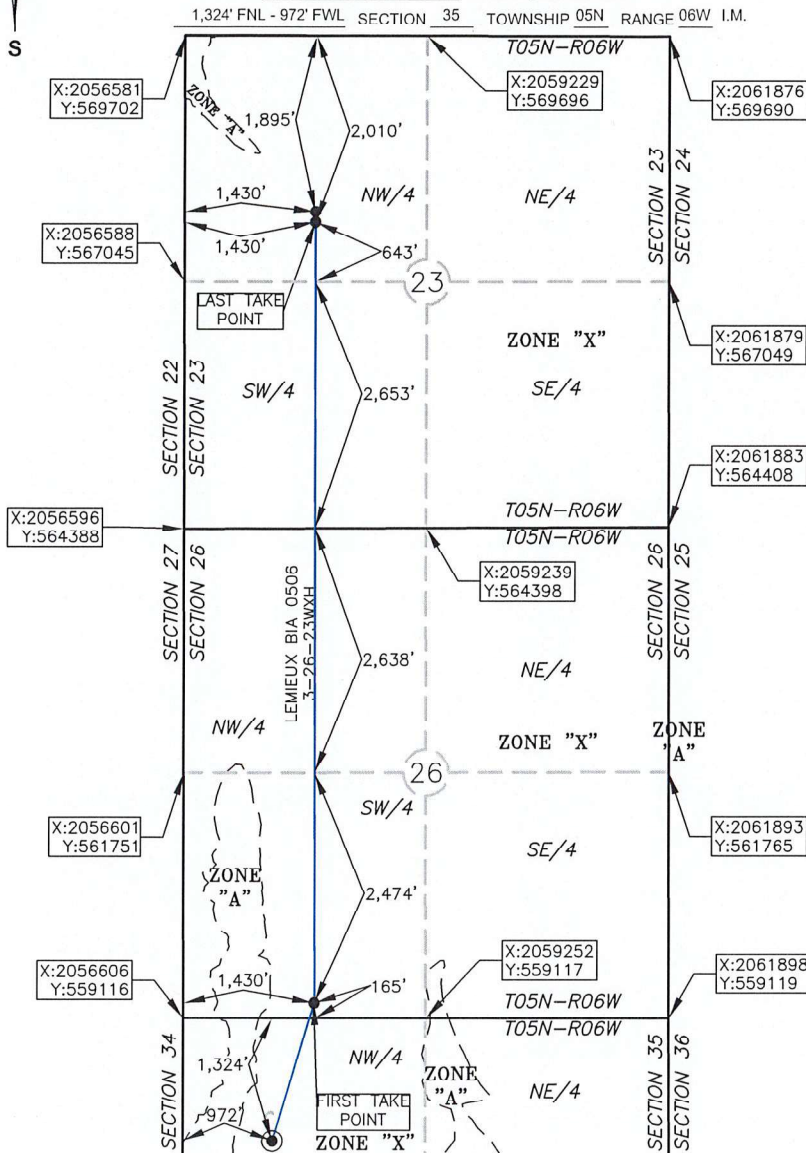 1,324' FNL - 972' FWL SECTION 35 TOWNSHIP 05N RANGE 06W I.M.
S
T05N-R06W
X:2056581
Y:569702
ZONE "A"
1,895'
2,010'
X:2059229
Y:569696
X:2061876
Y:569690
1,430'
NW/4
NE/4
SECTION 23
SECTION 24
1,430'
643'
X:2056588
Y:567045
23
LAST TAKE
POINT
ZONE "X"
X:2061879
Y:567049
SECTION 22
SECTION 23
SW/4
2,653'
SE/4
X:2061883
Y:564408
X:2056596
Y:564388
T05N-R06W
T05N-R06W
SECTION 27
SECTION 26
LEMIEUX BIA 0506
3-26-23WXH
X:2059239
Y:564398
SECTION 26
SECTION 25
2,638'
NE/4
NW/4
ZONE "X"
ZONE
"A"
26
X:2056601
Y:561751
SW/4
X:2061893
Y:561765
SE/4
ZONE
"A"
2,474'
X:2056606
Y:559116
1,430'
165'
X:2059252
Y:559117
X:2061898
Y:559119
T05N-R06W
T05N-R06W
SECTION 34
1,324'
NW/4
ZONE
"A"
NE/4
SECTION 35
SECTION 36
972'
FIRST TAKE
POINT
ZONE "X"